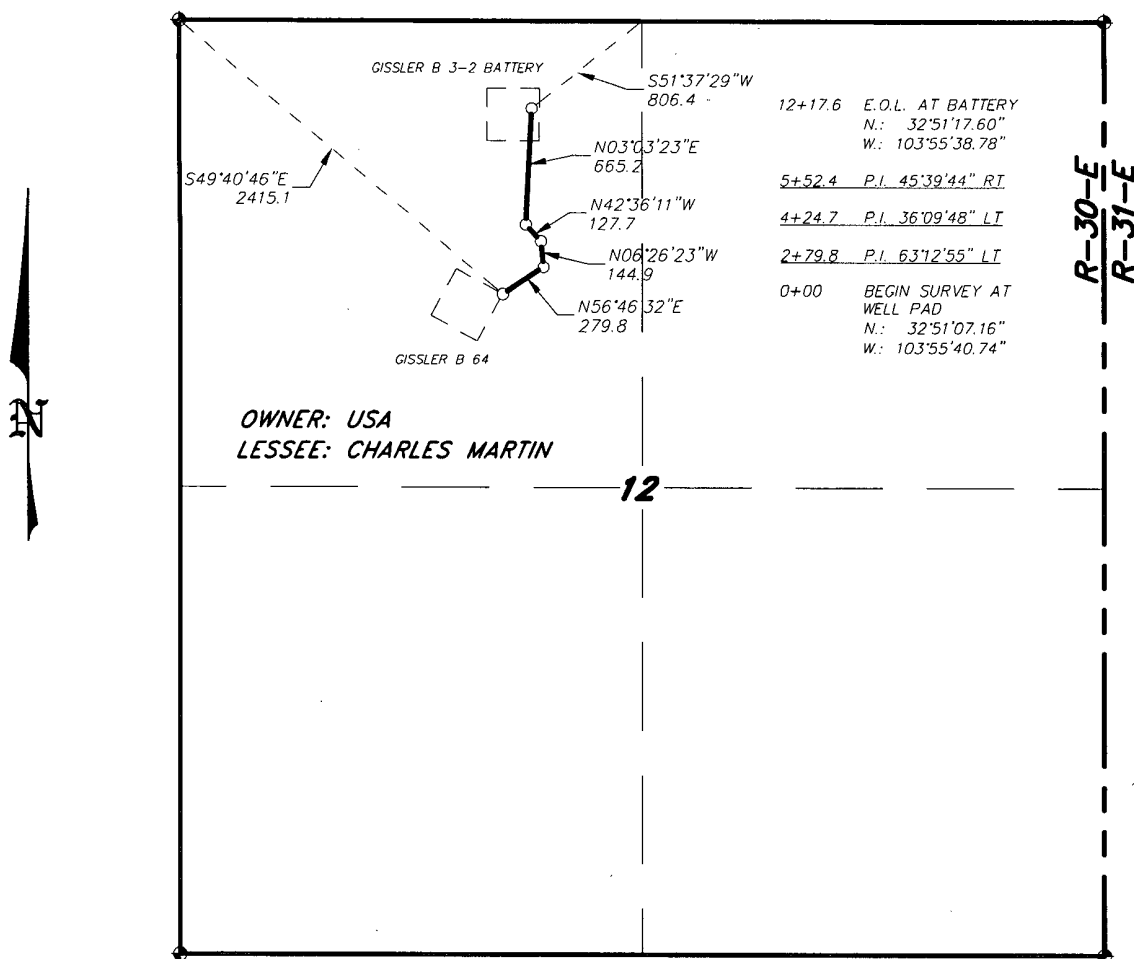 GISSLER B 3-2 BATTERY
S51°37'29"W
806.4
12+17.6 E.O.L. AT BATTERY
N.: 32°51'17.60"
W.: 103°55'38.78"
N03°03'23"E
665.2
S49°40'46"E
2415.1
5+52.4 P.I. 45°39'44" RT
N42°36'11"W
127.7
4+24.7 P.I. 36°09'48" LT
N06°26'23"W
144.9
2+79.8 P.I. 63°12'55" LT
R-30-E
R-31-E
0+00 BEGIN SURVEY AT
WELL PAD
N.: 32°51'07.16"
W.: 103°55'40.74"
N56°46'32"E
279.8
GISSLER B 64
N
OWNER: USA
LESSEE: CHARLES MARTIN
12